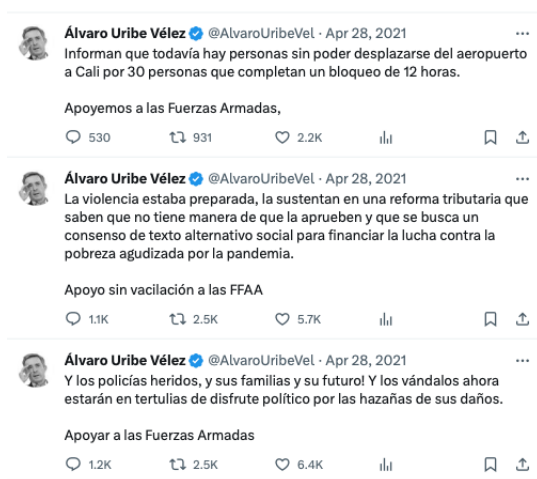 Álvaro Uribe Vélez @AlvaroUribeVel · Apr 28, 2021
Informan que todavía hay personas sin poder desplazarse del aeropuerto
a Cali por 30 personas que completan un bloqueo de 12 horas.
Apoyemos a las Fuerzas Armadas,
530 931 2.2K
Álvaro Uribe Vélez @AlvaroUribeVel · Apr 28, 2021
La violencia estaba preparada, la sustentan en una reforma tributaria que
saben que no tiene manera de que la aprueben y que se busca un
consenso de texto alternativo social para financiar la lucha contra la
pobreza agudizada por la pandemia.
Apoyo sin vacilación a las FFAA
1.1K 2.5K 5.7K
Álvaro Uribe Vélez @AlvaroUribeVel · Apr 28, 2021
Y los policías heridos, y sus familias y su futuro! Y los vándalos ahora
estarán en tertulias de disfrute político por las hazañas de sus daños.
Apoyar a las Fuerzas Armadas
1.2K 2.5K 6.4K